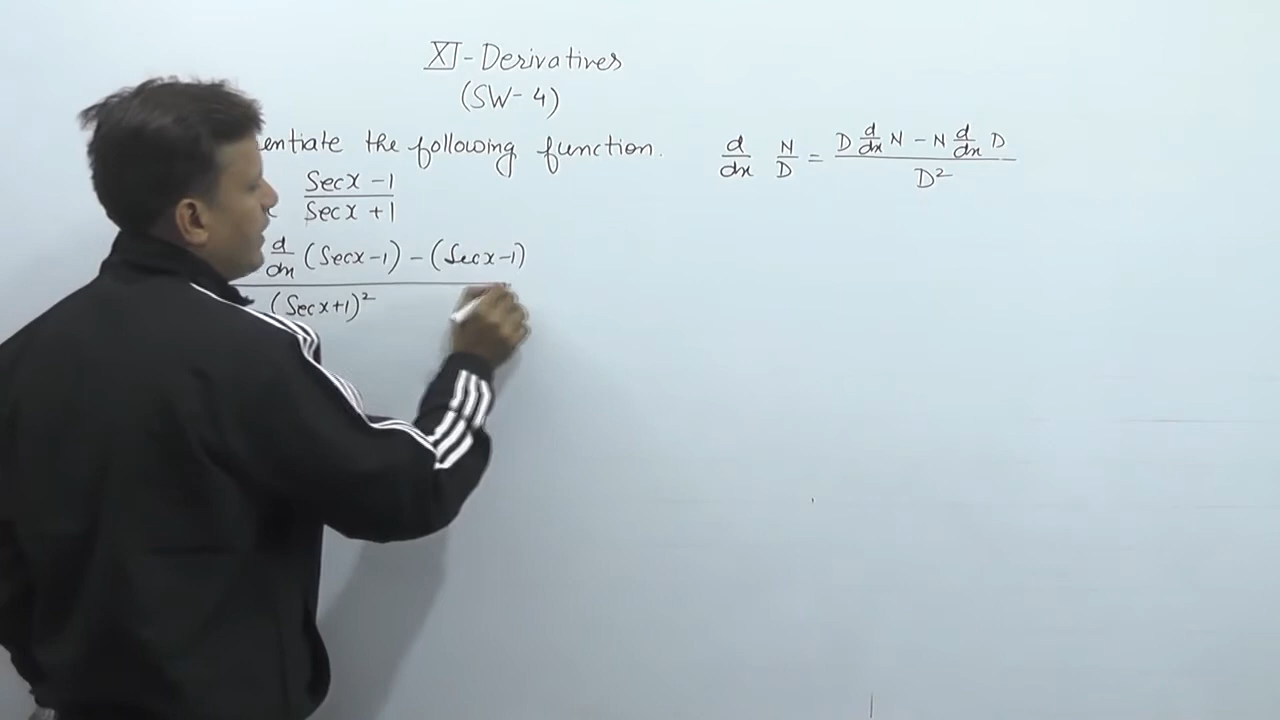 XI - Derivatives
(SW- 4)
entiate the following function.
d/dx N/D = (D d/dx N - N d/dx D)/D²
(Secx - 1)/(Secx + 1)
d/dx (Secx-1) - (Secx-1)
(Secx+1)²